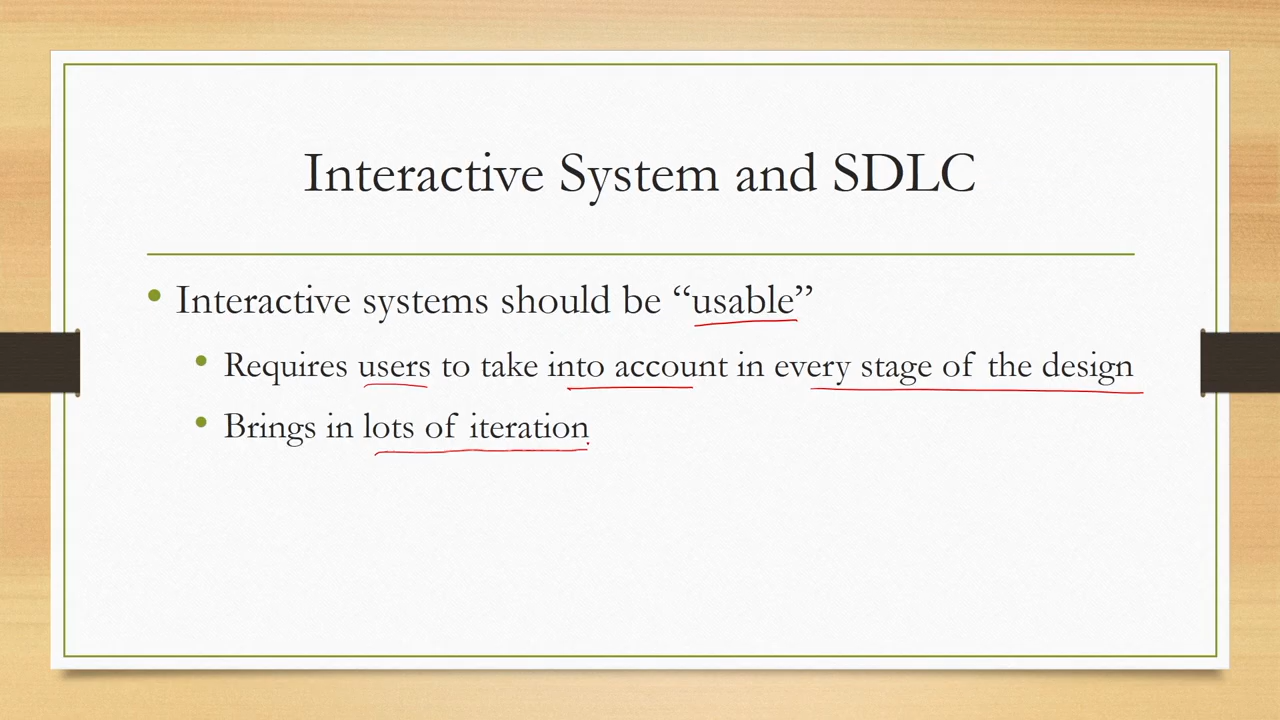 Interactive System and SDLC
• Interactive systems should be “usable”
• Requires users to take into account in every stage of the design
• Brings in lots of iteration